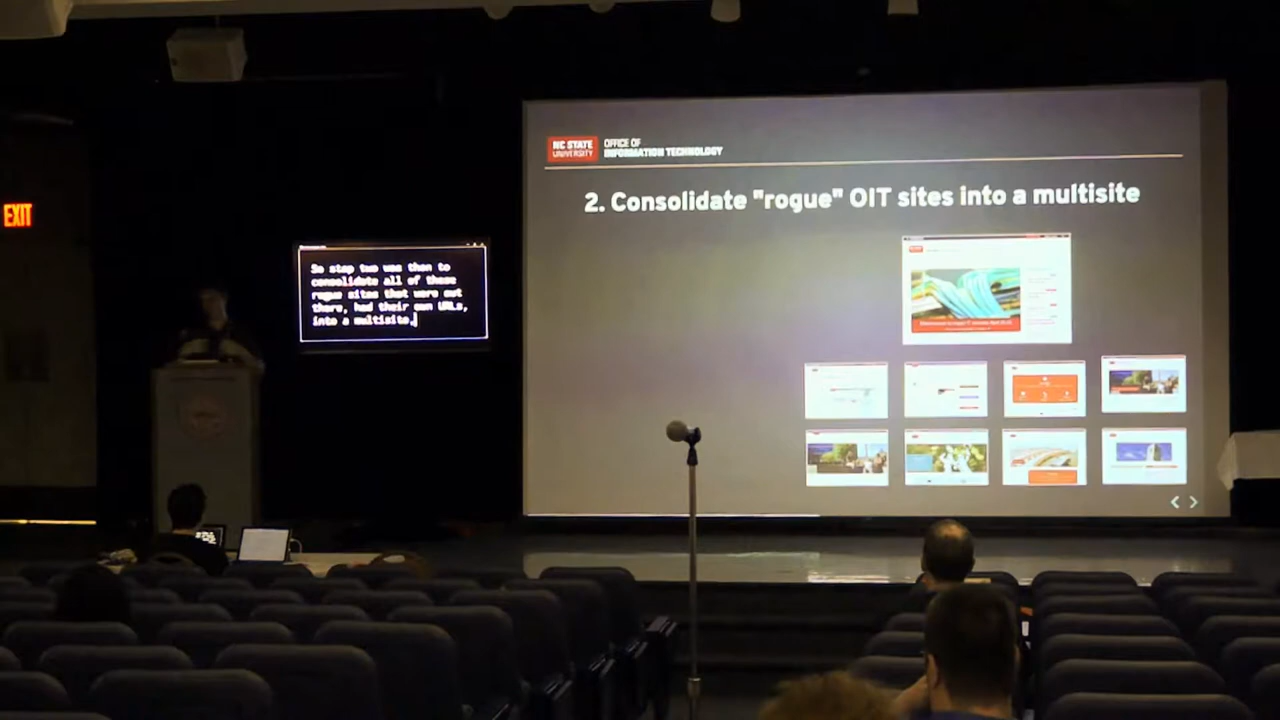 EXIT
So step two was then to
consolidate all of these
rogue sites that were out
there, had their own URLs,
into a multisite,
NC STATE
UNIVERSITY
OFFICE OF
INFORMATION TECHNOLOGY
2. Consolidate "rogue" OIT sites into a multisite